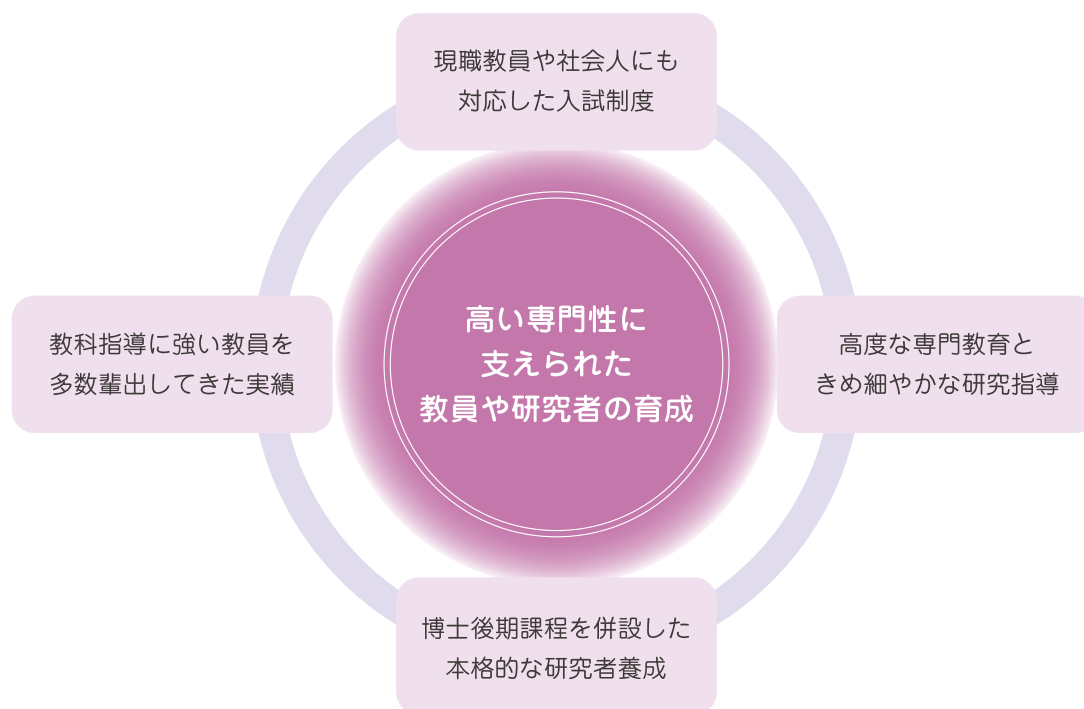 現職教員や社会人にも
対応した入試制度
教科指導に強い教員を
多数輩出してきた実績
高い専門性に
支えられた
教員や研究者の育成
高度な専門教育と
きめ細やかな研究指導
博士後期課程を併設した
本格的な研究者養成